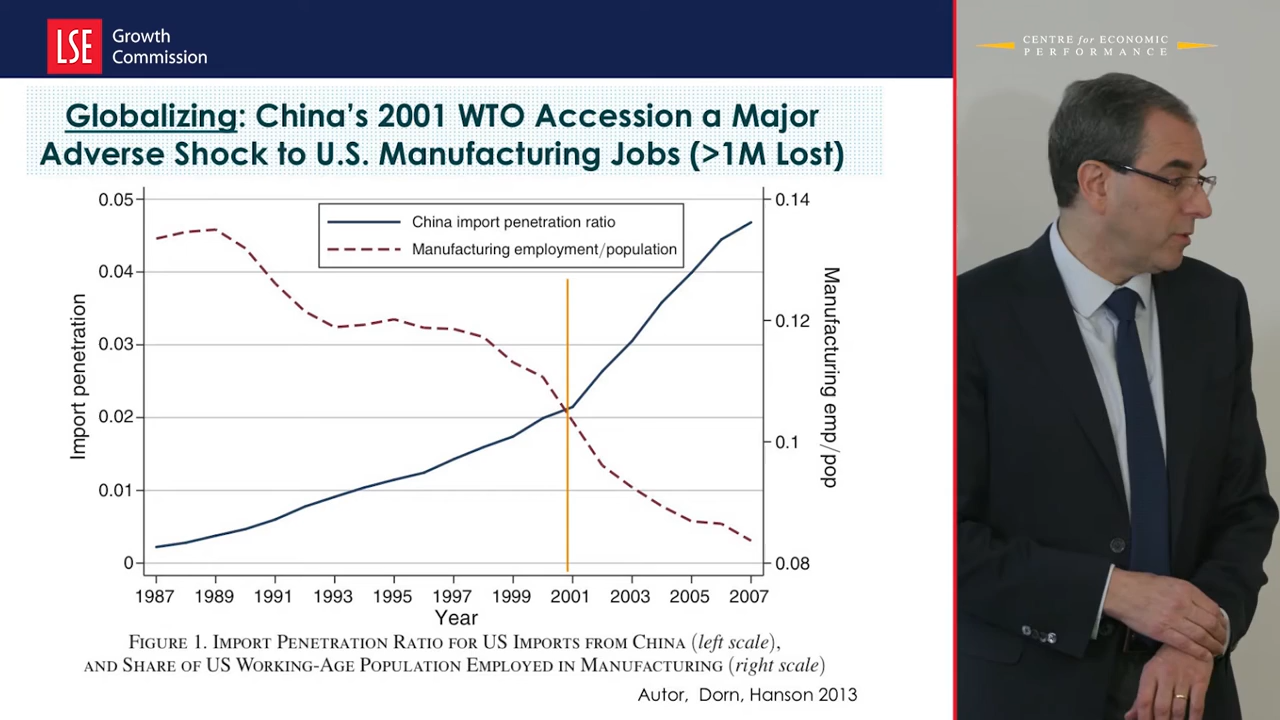 LSE Growth
Commission
CENTRE for ECONOMIC
PERFORMANCE
Globalizing: China's 2001 WTO Accession a Major
Adverse Shock to U.S. Manufacturing Jobs (>1M Lost)
0.05
0.04
0.03
0.02
0.01
0
Import penetration
China import penetration ratio
Manufacturing employment/population
0.14
0.12
0.1
0.08
Manufacturing emp/pop
1987 1989 1991 1993 1995 1997 1999 2001 2003 2005 2007
Year
FIGURE 1. IMPORT PENETRATION RATIO FOR US IMPORTS FROM CHINA (left scale),
AND SHARE OF US WORKING-AGE POPULATION EMPLOYED IN MANUFACTURING (right scale)
Autor, Dorn, Hanson 2013